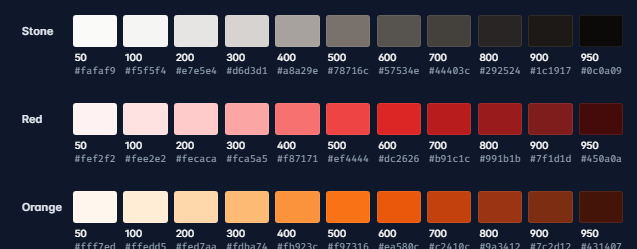 Stone
50 100 200 300 400 500 600 700 800 900 950
#fafaf9 #f5f5f4 #e7e5e4 #d6d3d1 #a8a29e #78716c #57534e #44403c #292524 #1c1917 #0c0a09
Red
50 100 200 300 400 500 600 700 800 900 950
#fef2f2 #fee2e2 #fecaca #fca5a5 #f87171 #ef4444 #dc2626 #b91c1c #991b1b #7f1d1d #450a0a
Orange
50 100 200 300 400 500 600 700 800 900 950
#fff7ed #ffedd5 #fed7aa #fdba74 #fb923c #f97316 #ea580c #c2410c #9a3412 #7c2d12 #431407